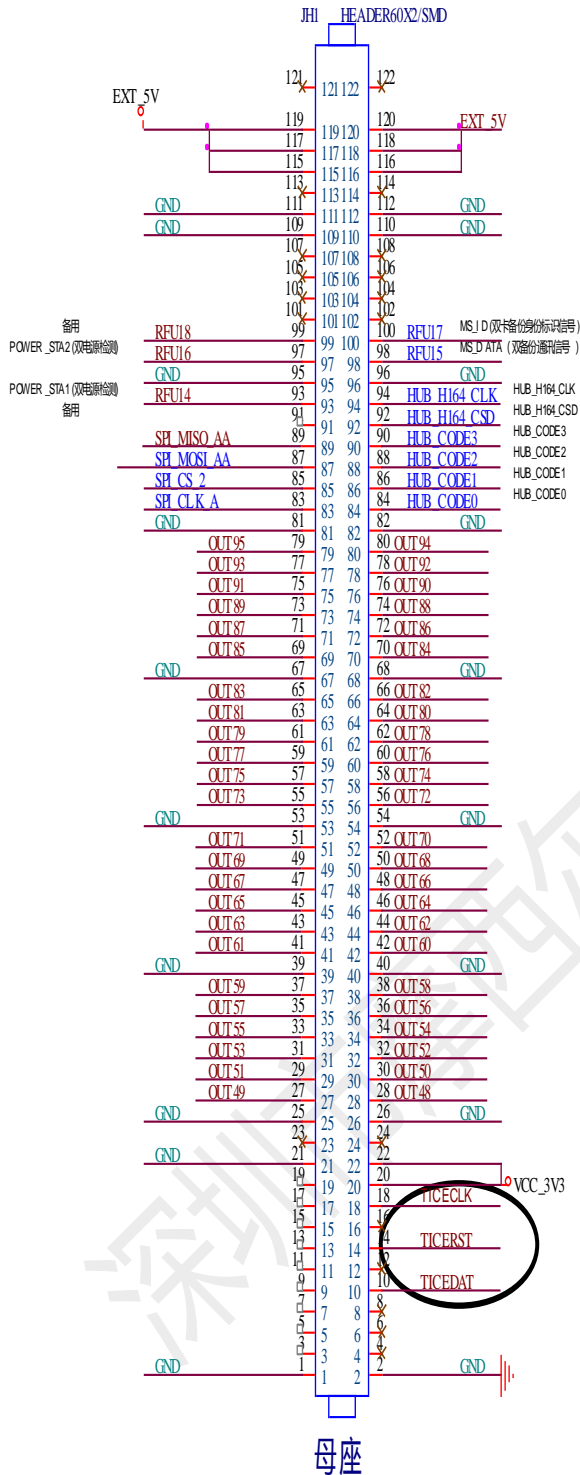 JH1 HEADER60X2/SMD
121 121 122 122
EXT_5V
119 119 120 120 EXT_5V
117 117 118 118
115 115 116 116
113 113 114 114
GND 111 111 112 112 GND
GND 109 109 110 110 GND
107 107 108 108
105 105 106 106
103 103 104 104
101 101 102 102
备用 RFU18 99 99 100 100 RFU17 MS_ID (双卡备份身份标识信号)
POWER_STA2 (双电源检测) RFU16 97 97 98 98 RFU15 MS_DATA (双备份通讯信号)
GND 95 95 96 96 GND
POWER_STA1 (双电源检测) 备用 RFU14 93 93 94 94 HUB_H164_CLK HUB_H164_CLK
91 91 92 92 HUB_H164_CSD HUB_H164_CSD
SPI_MISO_AA 89 89 90 90 HUB_CODE3 HUB_CODE3
SPI_MOSI_AA 87 87 88 88 HUB_CODE2 HUB_CODE2
SPI_CS_2 85 85 86 86 HUB_CODE1 HUB_CODE1
SPI_CLK_A 83 83 84 84 HUB_CODE0 HUB_CODE0
GND 81 81 82 82 GND
OUT95 79 79 80 80 OUT94
OUT93 77 77 78 78 OUT92
OUT91 75 75 76 76 OUT90
OUT89 73 73 74 74 OUT88
OUT87 71 71 72 72 OUT86
OUT85 69 69 70 70 OUT84
GND 67 67 68 68 GND
OUT83 65 65 66 66 OUT82
OUT81 63 63 64 64 OUT80
OUT79 61 61 62 62 OUT78
OUT77 59 59 60 60 OUT76
OUT75 57 57 58 58 OUT74
OUT73 55 55 56 56 OUT72
GND 53 53 54 54 GND
OUT71 51 51 52 52 OUT70
OUT69 49 49 50 50 OUT68
OUT67 47 47 48 48 OUT66
OUT65 45 45 46 46 OUT64
OUT63 43 43 44 44 OUT62
OUT61 41 41 42 42 OUT60
GND 39 39 40 40 GND
OUT59 37 37 38 38 OUT58
OUT57 35 35 36 36 OUT56
OUT55 33 33 34 34 OUT54
OUT53 31 31 32 32 OUT52
OUT51 29 29 30 30 OUT50
OUT49 27 27 28 28 OUT48
GND 25 25 26 26 GND
23 23 24 24
GND 21 21 22 22
19 19 20 20 VCC_3V3
17 17 18 18 TICECLK
15 15 16 16
13 13 14 14 TICERST
11 11 12
9 9 10 10 TICEDAT
7 7 8 8
5 5 6 6
3 3 4 4
GND 1 1 2 2 GND
母座
深圳市摩西尔